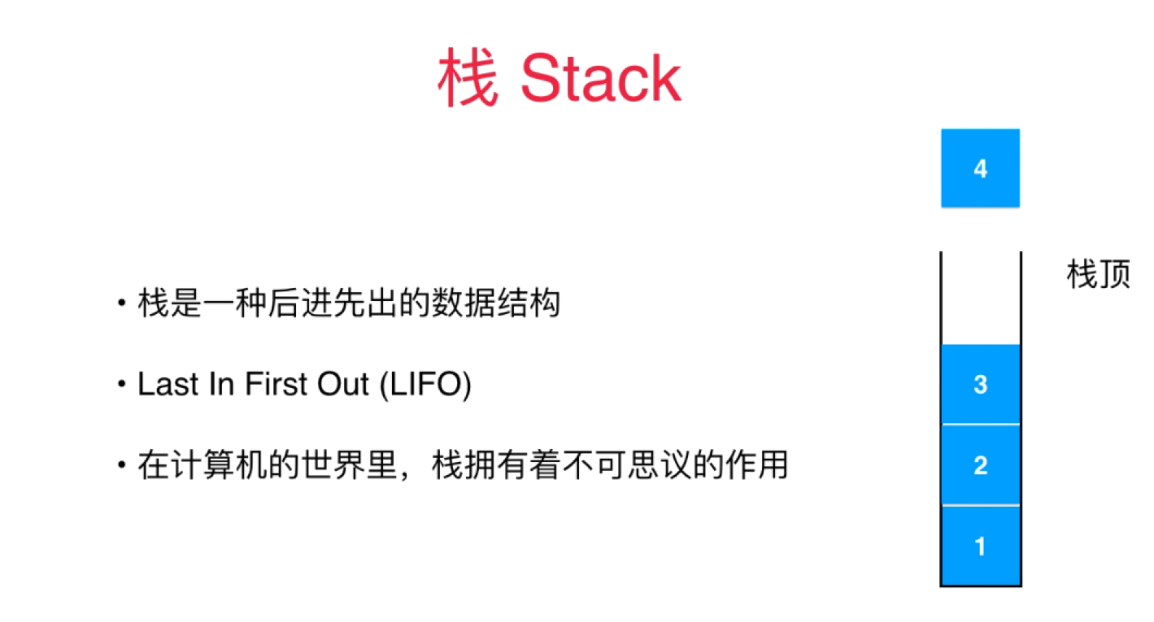 栈 Stack
4
栈顶
• 栈是一种后进先出的数据结构
• Last In First Out (LIFO)
• 在计算机的世界里，栈拥有着不可思议的作用
3
2
1